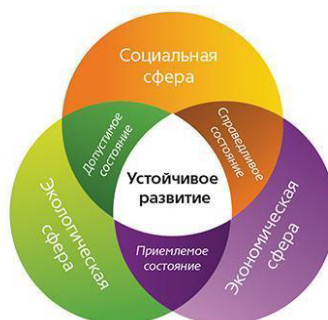 Социальная
сфера
Допустимое
состояние
Справедливое
состояние
Устойчивое
развитие
Экологическая
сфера
Приемлемое
состояние
Экономическая
сфера